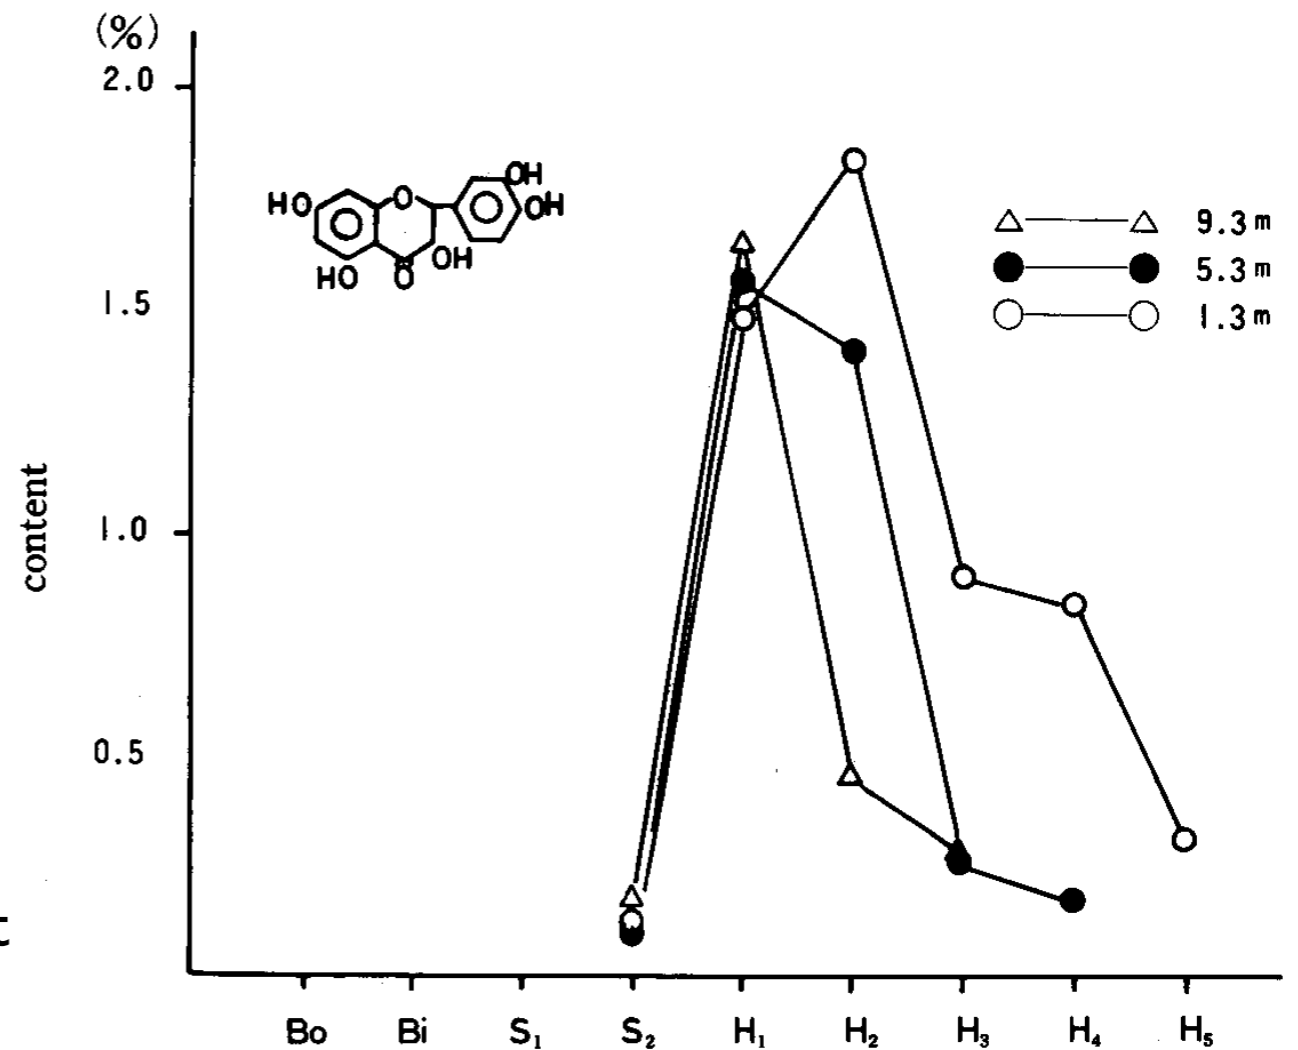 (%)
2.0
1.5
1.0
0.5
content
HO
O
OH
OH
OH
HO
O
9.3 m
5.3 m
1.3 m
Bo Bi S₁ S₂ H₁ H₂ H₃ H₄ H₅